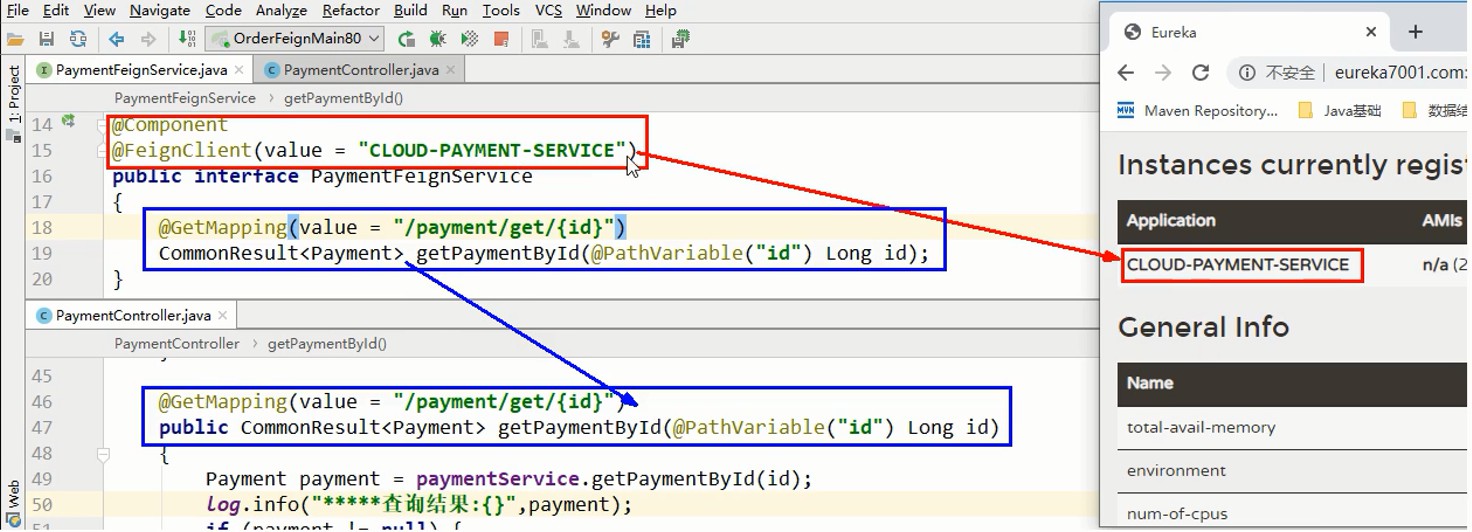 File Edit View Navigate Code Analyze Refactor Build Run Tools VCS Window Help
OrderFeignMain80
PaymentFeignService.java × PaymentController.java ×
PaymentFeignService > getPaymentById()
1: Project
14 @Component
15 @FeignClient(value = "CLOUD-PAYMENT-SERVICE")
16 public interface PaymentFeignService
17 {
18 @GetMapping(value = "/payment/get/{id}")
19 CommonResult<Payment> getPaymentById(@PathVariable("id") Long id);
20 }
PaymentController.java ×
PaymentController > getPaymentById()
45
46 @GetMapping(value = "/payment/get/{id}")
47 public CommonResult<Payment> getPaymentById(@PathVariable("id") Long id)
48 {
49 Payment payment = paymentService.getPaymentById(id);
50 log.info("*****查询结果:{}",payment);
51 if (payment != null) {
Web
Eureka × +
不安全 | eureka7001.com:
MVN Maven Repository... Java基础 数据结
Instances currently regist
Application AMIs
CLOUD-PAYMENT-SERVICE n/a (2
General Info
Name
total-avail-memory
environment
num-of-cpus